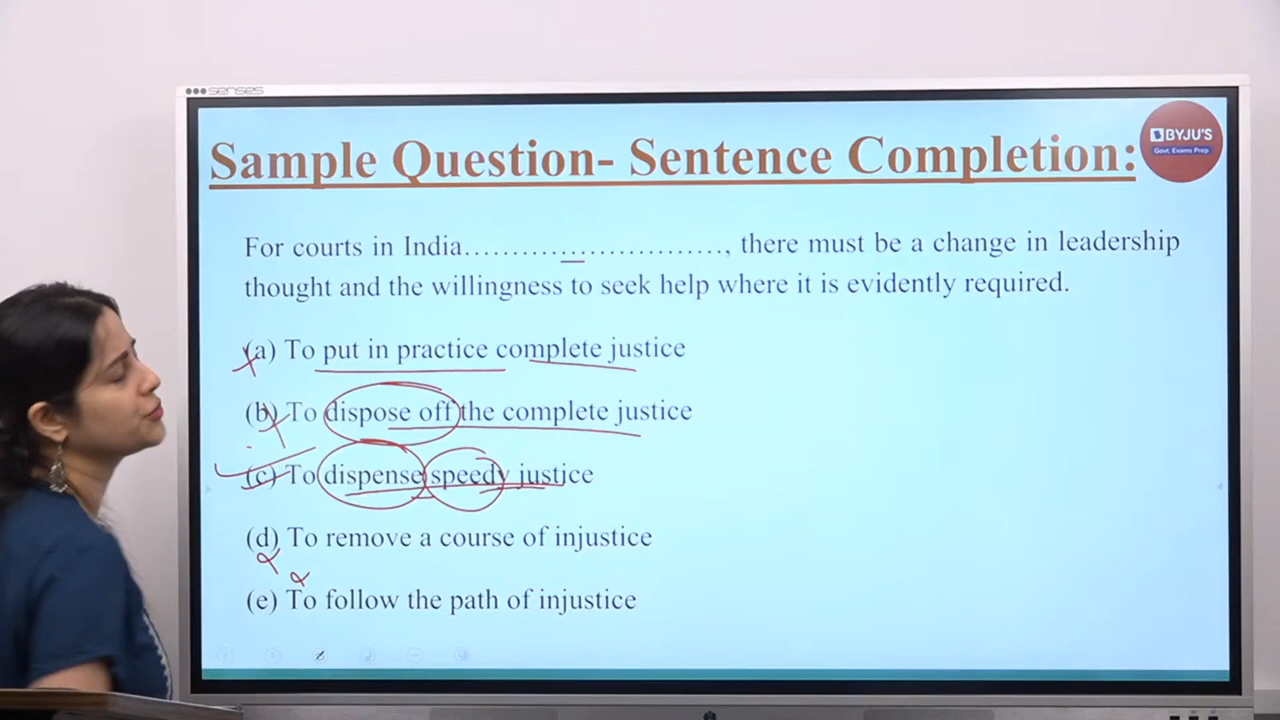 senses
Sample Question- Sentence Completion:
BYJU'S
Govt. Exams Prep
For courts in India..............................., there must be a change in leadership
thought and the willingness to seek help where it is evidently required.
(a) To put in practice complete justice
(b) To dispose off the complete justice
(c) To dispense speedy justice
(d) To remove a course of injustice
(e) To follow the path of injustice